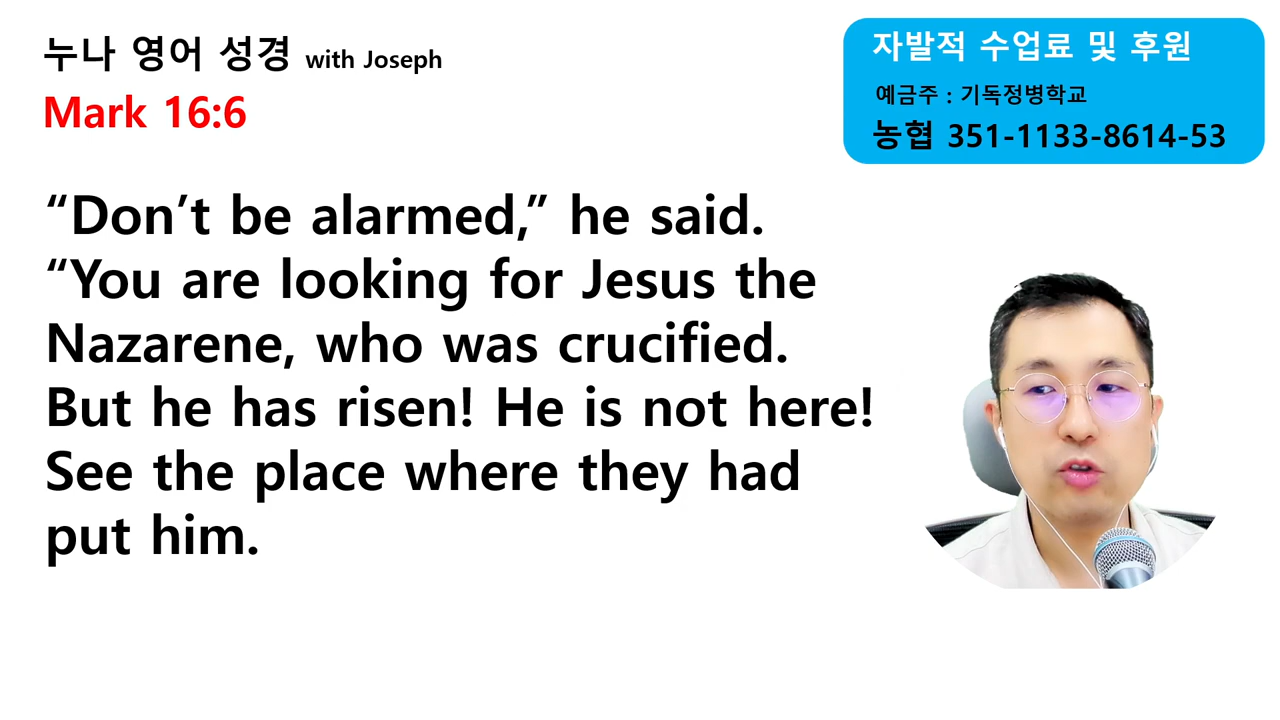 누나 영어 성경 with Joseph
Mark 16:6
자발적 수업료 및 후원
예금주 : 기독정병학교
농협 351-1133-8614-53
“Don’t be alarmed,” he said.
“You are looking for Jesus the
Nazarene, who was crucified.
But he has risen! He is not here!
See the place where they had
put him.